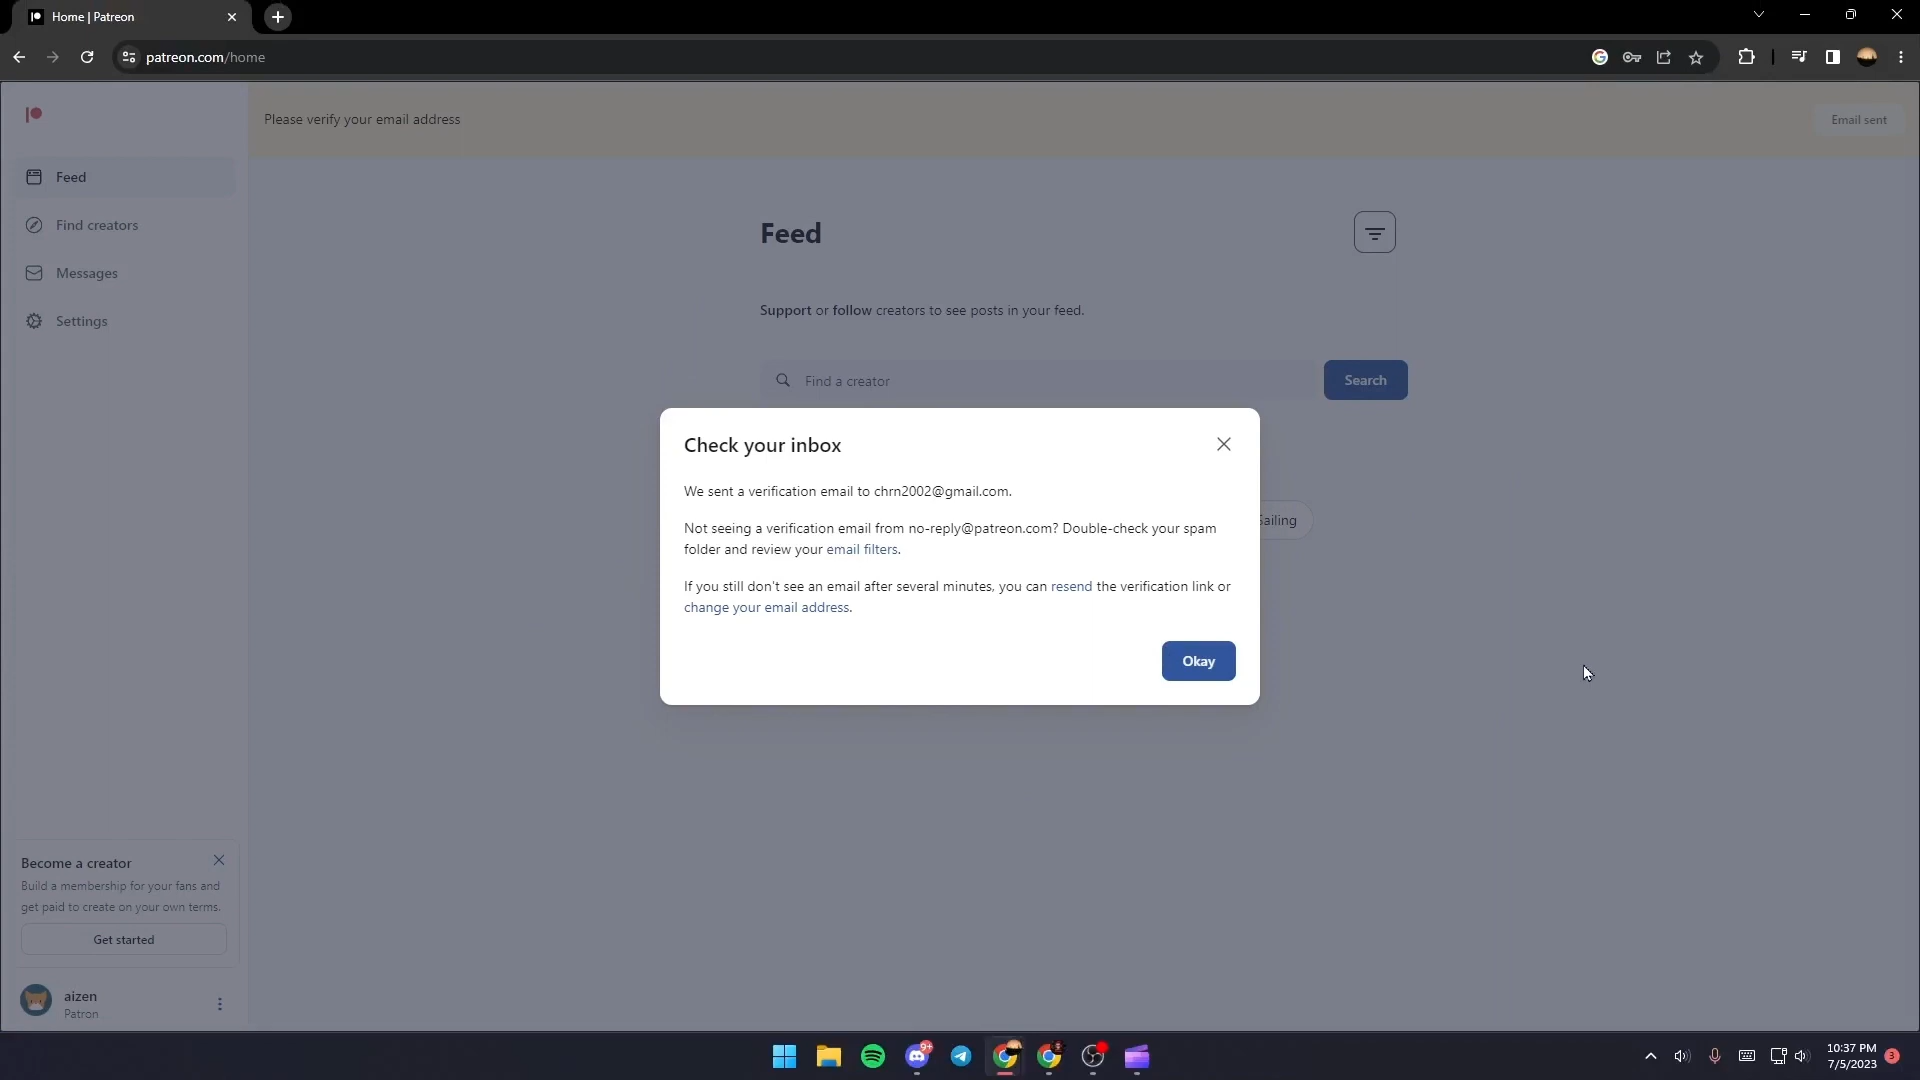 Home | Patreon
patreon.com/home
Please verify your email address
Email sent
Feed
Find creators
Messages
Settings
Feed
Support or follow creators to see posts in your feed.
Find a creator
Search
Sailing
Check your inbox
We sent a verification email to chrn2002@gmail.com.
Not seeing a verification email from no-reply@patreon.com? Double-check your spam
folder and review your email filters.
If you still don't see an email after several minutes, you can resend the verification link or
change your email address.
Okay
Become a creator
Build a membership for your fans and
get paid to create on your own terms.
Get started
aizen
Patron
9+
10:37 PM
7/5/2023
3